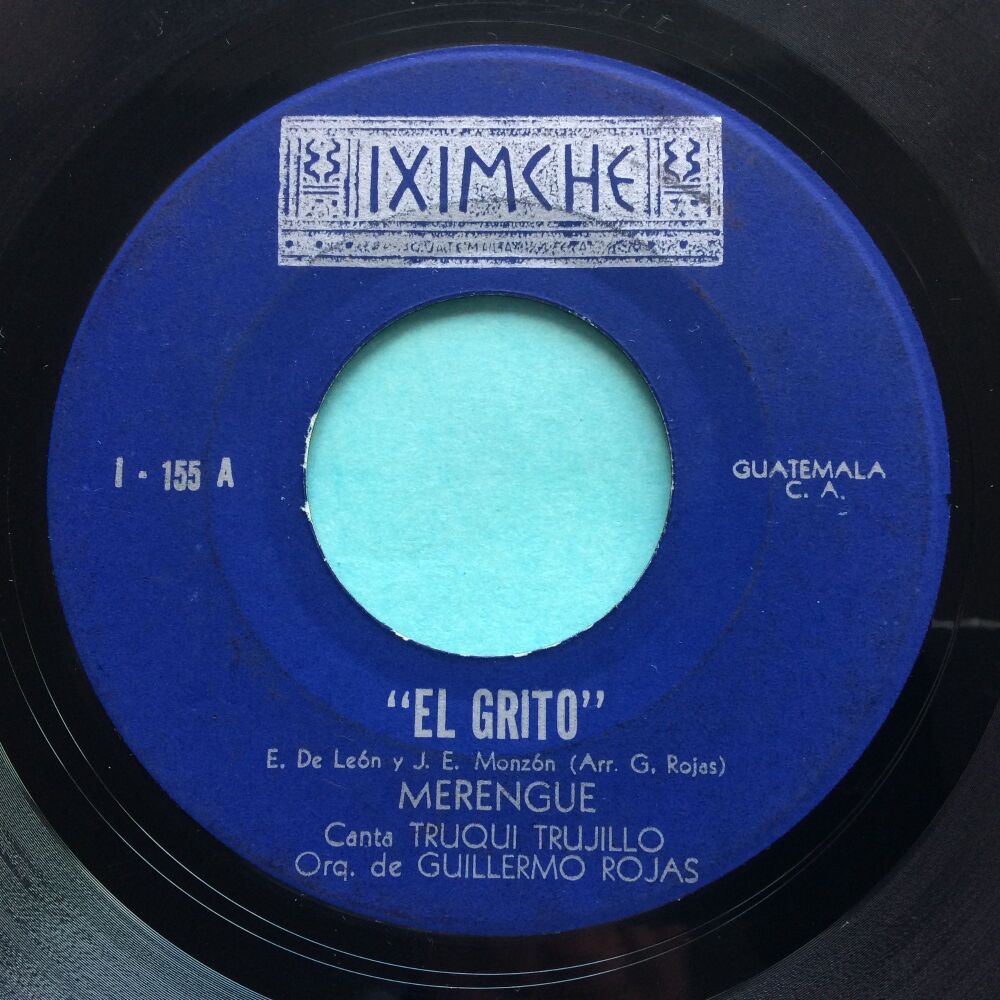 IXIMCHE
I - 155 A
GUATEMALA
C. A.
“EL GRITO”
E. De León y J. E. Monzón (Arr. G. Rojas)
MERENGUE
Canta TRUQUI TRUJILLO
Orq. de GUILLERMO ROJAS